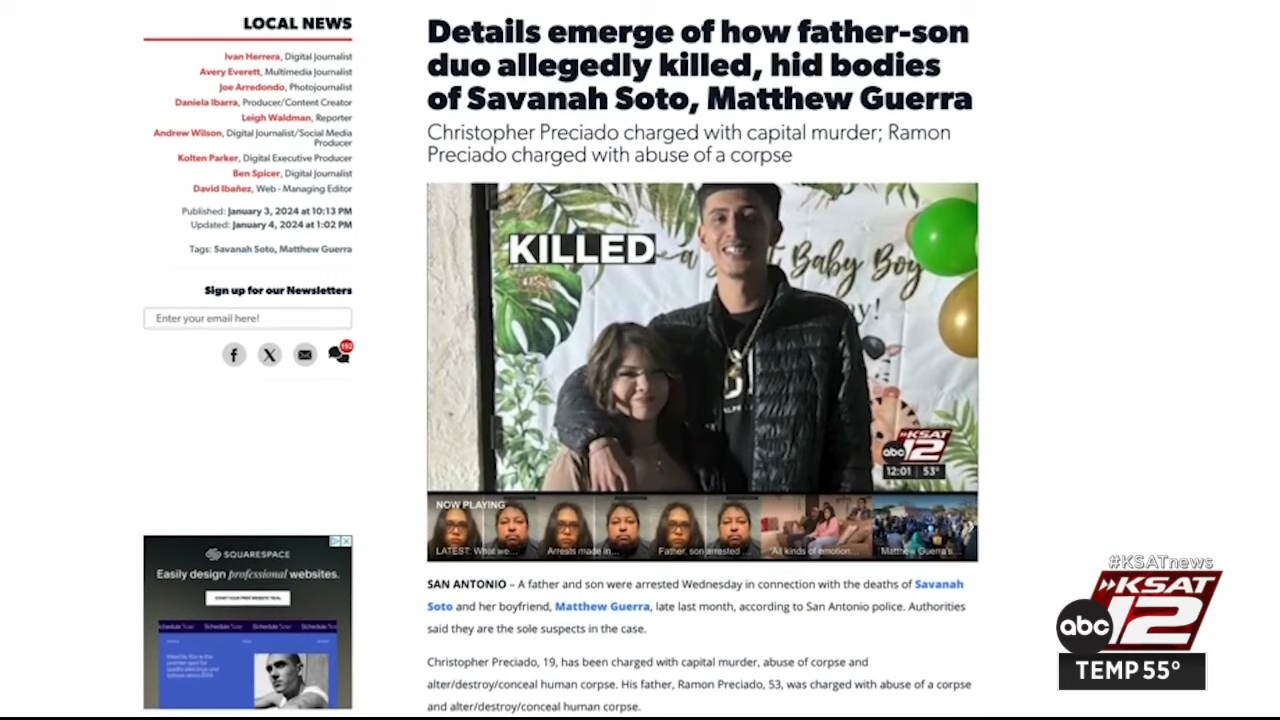 LOCAL NEWS
Ivan Herrera, Digital Journalist
Avery Everett, Multimedia Journalist
Joe Arredondo, Photojournalist
Daniela Ibarra, Producer/Content Creator
Leigh Waldman, Reporter
Andrew Wilson, Digital Journalist/Social Media
Producer
Kolten Parker, Digital Executive Producer
Ben Spicer, Digital Journalist
David Ibañez, Web - Managing Editor
Published: January 3, 2024 at 10:13 PM
Updated: January 4, 2024 at 1:02 PM
Tags: Savanah Soto, Matthew Guerra
Sign up for our Newsletters
Enter your email here!
192
SQUARESPACE
Easily design professional websites.
START YOUR FREE WEBSITE TRIAL
Details emerge of how father-son
duo allegedly killed, hid bodies
of Savanah Soto, Matthew Guerra
Christopher Preciado charged with capital murder; Ramon
Preciado charged with abuse of a corpse
KILLED
Baby Boy
KSAT
abc 12
12:01 53°
NOW PLAYING
LATEST: What we...
Arrests made in...
Father, son arrested ...
'All kinds of emotion...
Matthew Guerra's...
SAN ANTONIO – A father and son were arrested Wednesday in connection with the deaths of Savanah
Soto and her boyfriend, Matthew Guerra, late last month, according to San Antonio police. Authorities
said they are the sole suspects in the case.
Christopher Preciado, 19, has been charged with capital murder, abuse of corpse and
alter/destroy/conceal human corpse. His father, Ramon Preciado, 53, was charged with abuse of a corpse
and alter/destroy/conceal human corpse.
#KSATnews
KSAT
abc 12
TEMP 55°